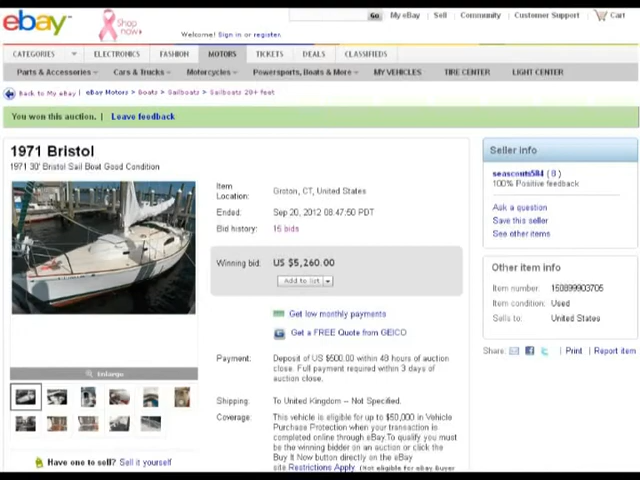 ebay™
Shop now▸
Welcome! Sign in or register.
Go
My eBay | Sell | Community | Customer Support | Cart
CATEGORIES ELECTRONICS FASHION MOTORS TICKETS DEALS CLASSIFIEDS
Parts & Accessories Cars & Trucks Motorcycles Powersports, Boats & More MY VEHICLES TIRE CENTER LIGHT CENTER
Back to My eBay | eBay Motors > Boats > Sailboats > Sailboats 28+ feet
You won this auction. | Leave feedback
1971 Bristol
1971 30' Bristol Sail Boat Good Condition
Item Location: Groton, CT, United States
Ended: Sep 20, 2012 08:47:50 PDT
Bid history: 15 bids
Winning bid: US $5,260.00
Add to list
Get low monthly payments
Get a FREE Quote from GEICO
Enlarge
Payment: Deposit of US $500.00 within 48 hours of auction
close. Full payment required within 3 days of
auction close.
Shipping: To United Kingdom -- Not Specified.
Coverage: This vehicle is eligible for up to $50,000 in Vehicle
Purchase Protection when your transaction is
completed online through eBay.To qualify you must
be the winning bidder on an auction or click the
Buy It Now button directly on the eBay
site Restrictions Apply (Not eligible for eBay Buyer
Have one to sell? Sell it yourself
Seller info
seascouts584 ( 8 )
100% Positive feedback
Ask a question
Save this seller
See other items
Other item info
Item number: 150899903705
Item condition: Used
Sells to: United States
Share: | Print | Report item